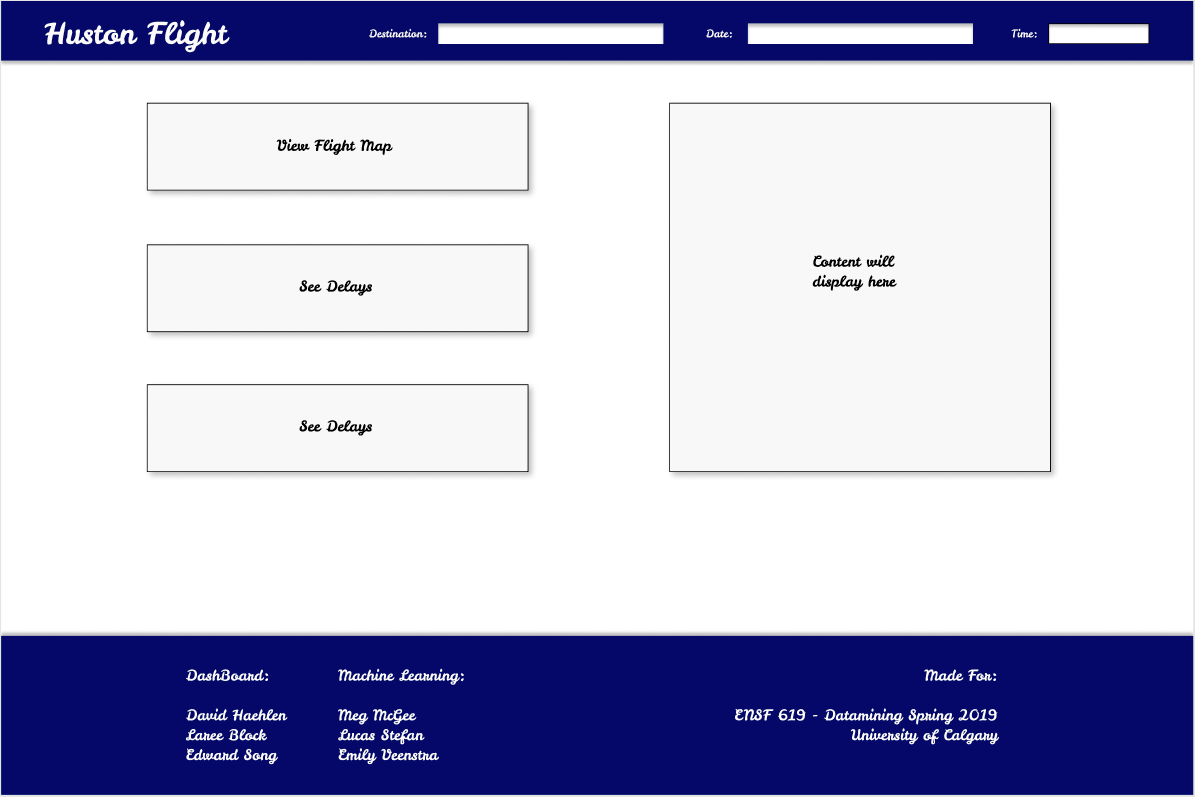 Huston Flight
Destination:
Date:
Time:
View Flight Map
See Delays
See Delays
Content will
display here
DashBoard:
David Haehlen
Laree Block
Edward Song
Machine Learning:
Meg McGee
Lucas Stefan
Emily Veenstra
Made For:
ENSF 619 - Datamining Spring 2019
University of Calgary